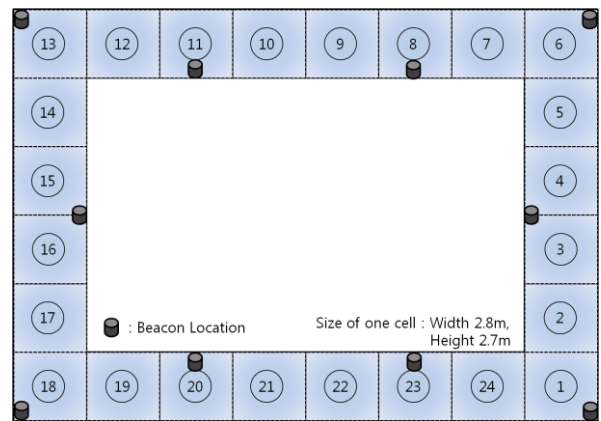 13 12 11 10 9 8 7 6
14 5
15 4
16 3
17 2
: Beacon Location
Size of one cell : Width 2.8m,
Height 2.7m
18 19 20 21 22 23 24 1